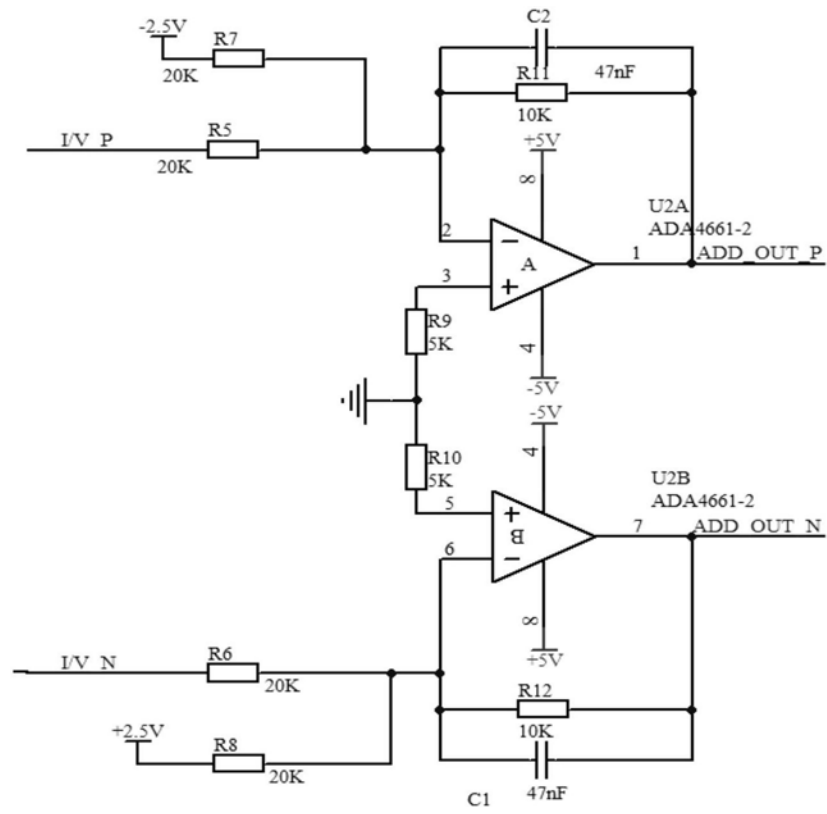 C2
-2.5V
R7
20K
R11
47nF
10K
I/V_P
R5
20K
+5V
8
U2A
ADA4661-2
2
A
1
ADD_OUT_P
3
R9
5K
4
-5V
-5V
R10
5K
4
U2B
ADA4661-2
5
B
7
ADD_OUT_N
6
8
+5V
I/V_N
R6
20K
R12
10K
+2.5V
R8
20K
C1
47nF